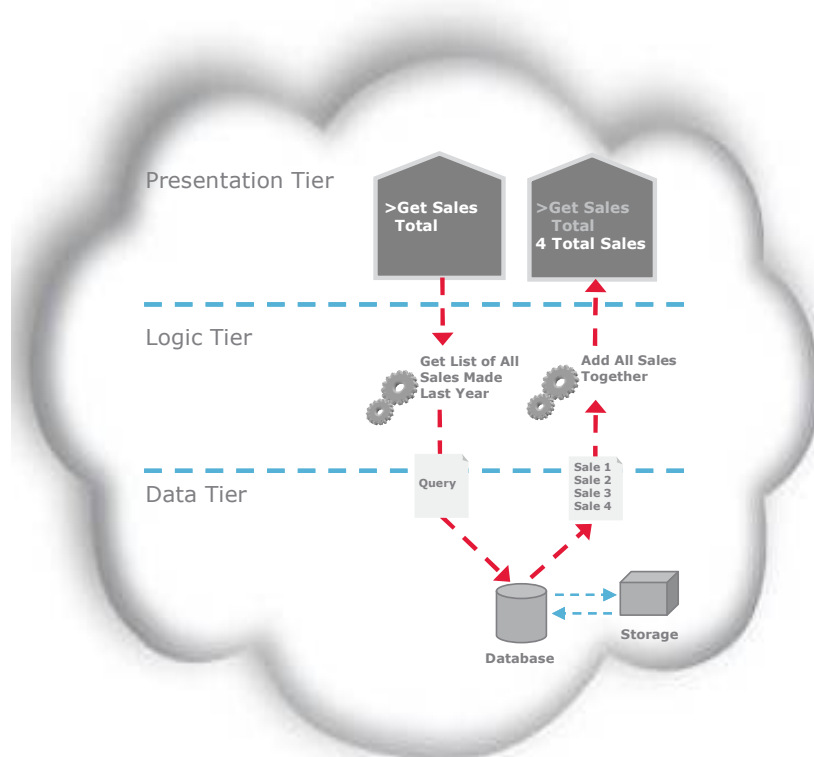 Presentation Tier
>Get Sales
Total
>Get Sales
Total
4 Total Sales
Logic Tier
Get List of All
Sales Made
Last Year
Add All Sales
Together
Data Tier
Query
Sale 1
Sale 2
Sale 3
Sale 4
Database
Storage